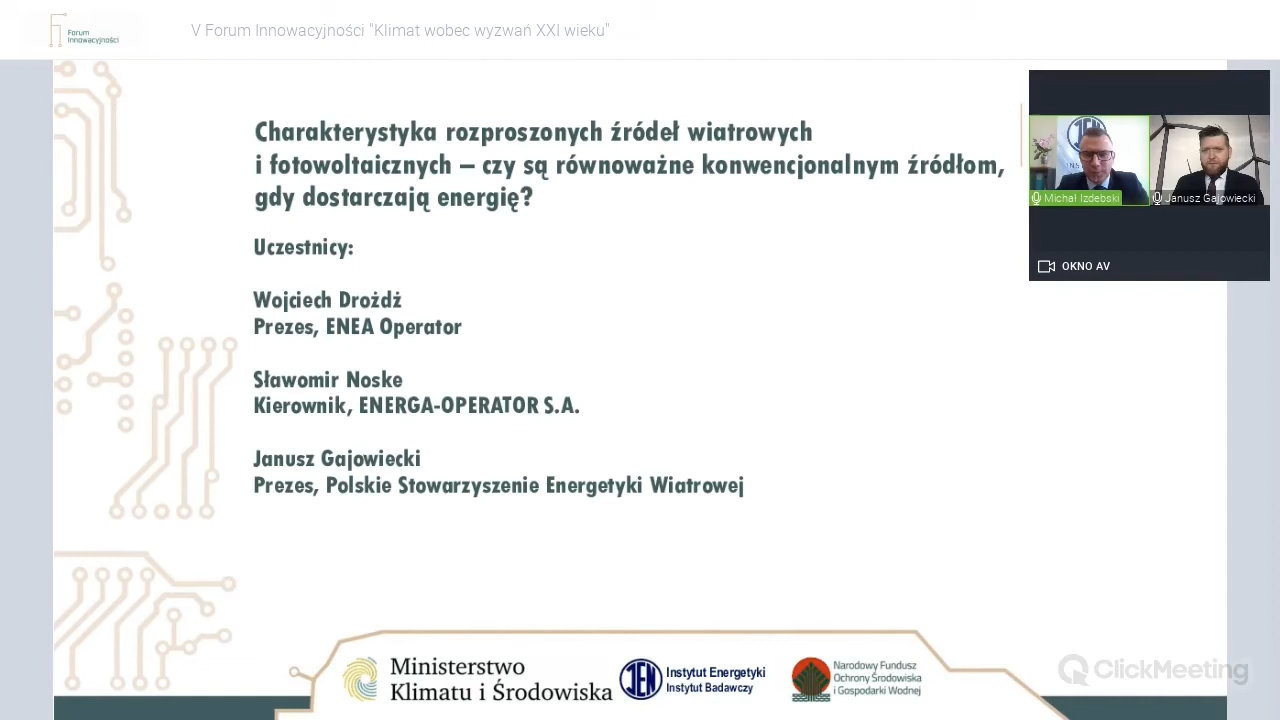 Forum
Innowacyjności
V Forum Innowacyjności "Klimat wobec wyzwań XXI wieku"
Charakterystyka rozproszonych źródeł wiatrowych
i fotowoltaicznych – czy są równoważne konwencjonalnym źródłom,
gdy dostarczają energię?
Uczestnicy:
Wojciech Drożdż
Prezes, ENEA Operator
Sławomir Noske
Kierownik, ENERGA-OPERATOR S.A.
Janusz Gajowiecki
Prezes, Polskie Stowarzyszenie Energetyki Wiatrowej
Michał Izdebski
Janusz Gajowiecki
OKNO AV
Ministerstwo
Klimatu i Środowiska
IEN
Instytut Energetyki
Instytut Badawczy
Narodowy Fundusz
Ochrony Środowiska
i Gospodarki Wodnej
ClickMeeting